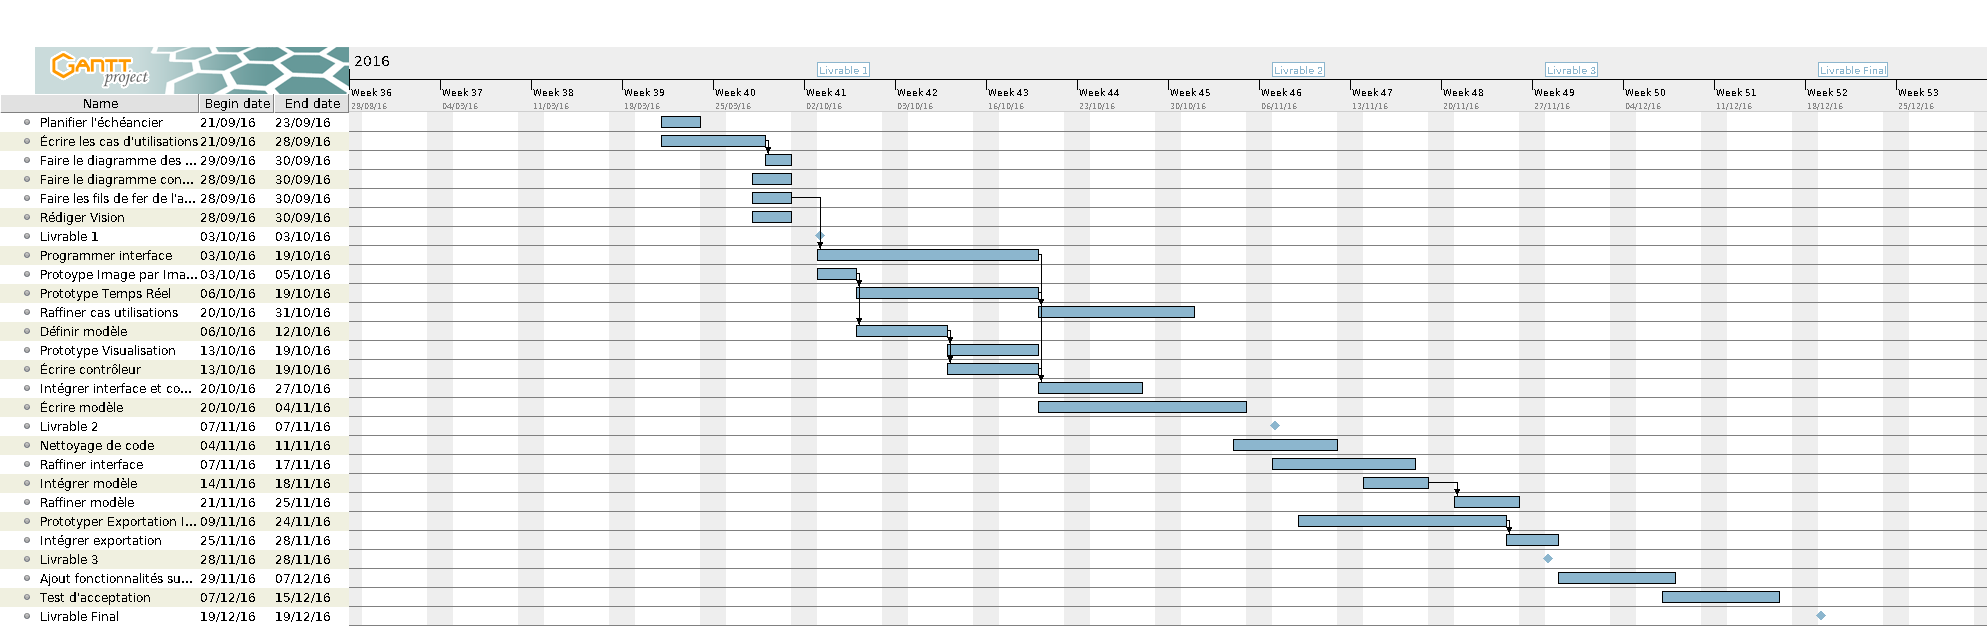 GANTT
project
2016
Livrable 1
Livrable 2
Livrable 3
Livrable Final
Week 36 Week 37 Week 38 Week 39 Week 40 Week 41 Week 42 Week 43 Week 44 Week 45 Week 46 Week 47 Week 48 Week 49 Week 50 Week 51 Week 52 Week 53
Name Begin date End date
28/08/16 04/09/16 11/09/16 18/09/16 25/09/16 02/10/16 09/10/16 16/10/16 23/10/16 30/10/16 06/11/16 13/11/16 20/11/16 27/11/16 04/12/16 11/12/16 18/12/16 25/12/16
Planifier l'échéancier 21/09/16 23/09/16
Écrire les cas d'utilisations 21/09/16 28/09/16
Faire le diagramme des ... 29/09/16 30/09/16
Faire le diagramme con... 28/09/16 30/09/16
Faire les fils de fer de l'a... 28/09/16 30/09/16
Rédiger Vision 28/09/16 30/09/16
Livrable 1 03/10/16 03/10/16
Programmer interface 03/10/16 19/10/16
Protoype Image par Ima... 03/10/16 05/10/16
Prototype Temps Réel 06/10/16 19/10/16
Raffiner cas utilisations 20/10/16 31/10/16
Définir modèle 06/10/16 12/10/16
Prototype Visualisation 13/10/16 19/10/16
Écrire contrôleur 13/10/16 19/10/16
Intégrer interface et co... 20/10/16 27/10/16
Écrire modèle 20/10/16 04/11/16
Livrable 2 07/11/16 07/11/16
Nettoyage de code 04/11/16 11/11/16
Raffiner interface 07/11/16 17/11/16
Intégrer modèle 14/11/16 18/11/16
Raffiner modèle 21/11/16 25/11/16
Prototyper Exportation I... 09/11/16 24/11/16
Intégrer exportation 25/11/16 28/11/16
Livrable 3 28/11/16 28/11/16
Ajout fonctionnalités su... 29/11/16 07/12/16
Test d'acceptation 07/12/16 15/12/16
Livrable Final 19/12/16 19/12/16